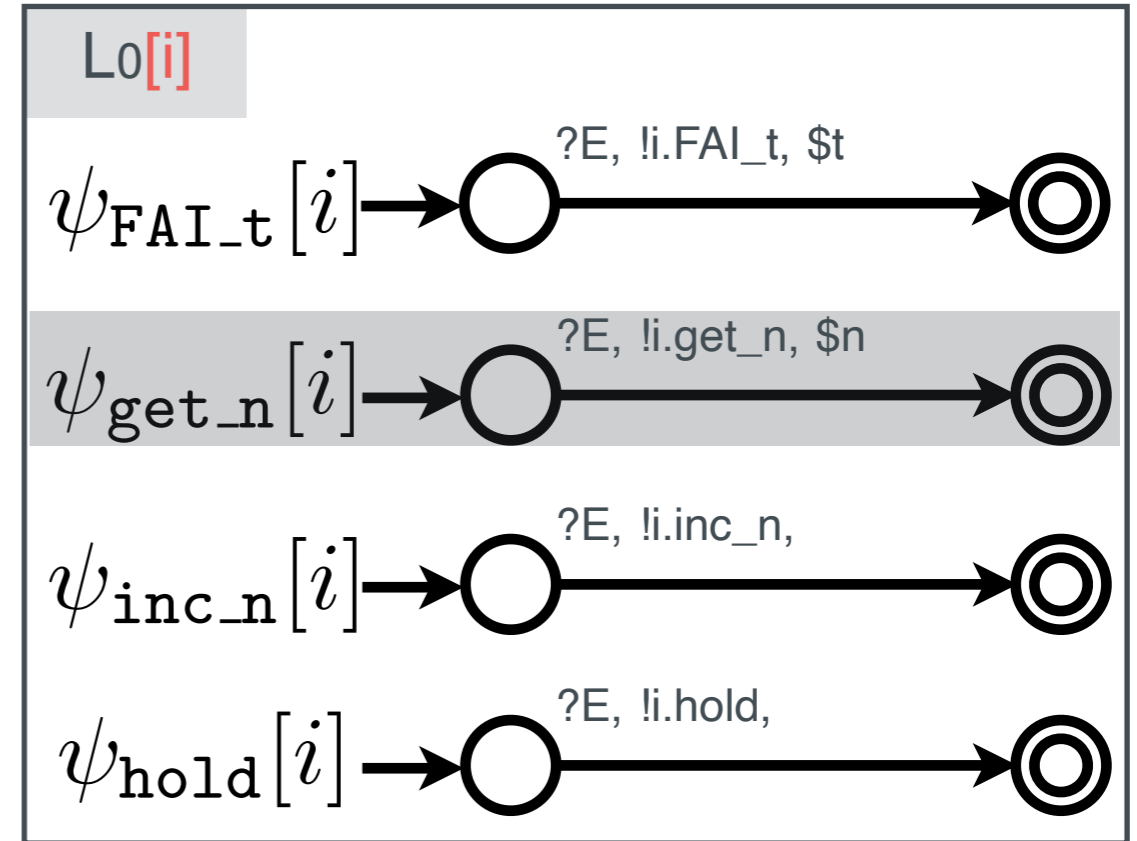 L0[i]
?E, !i.FAI_t, $t
ψFAI_t[i]
?E, !i.get_n, $n
ψget_n[i]
?E, !i.inc_n,
ψinc_n[i]
?E, !i.hold,
ψhold[i]